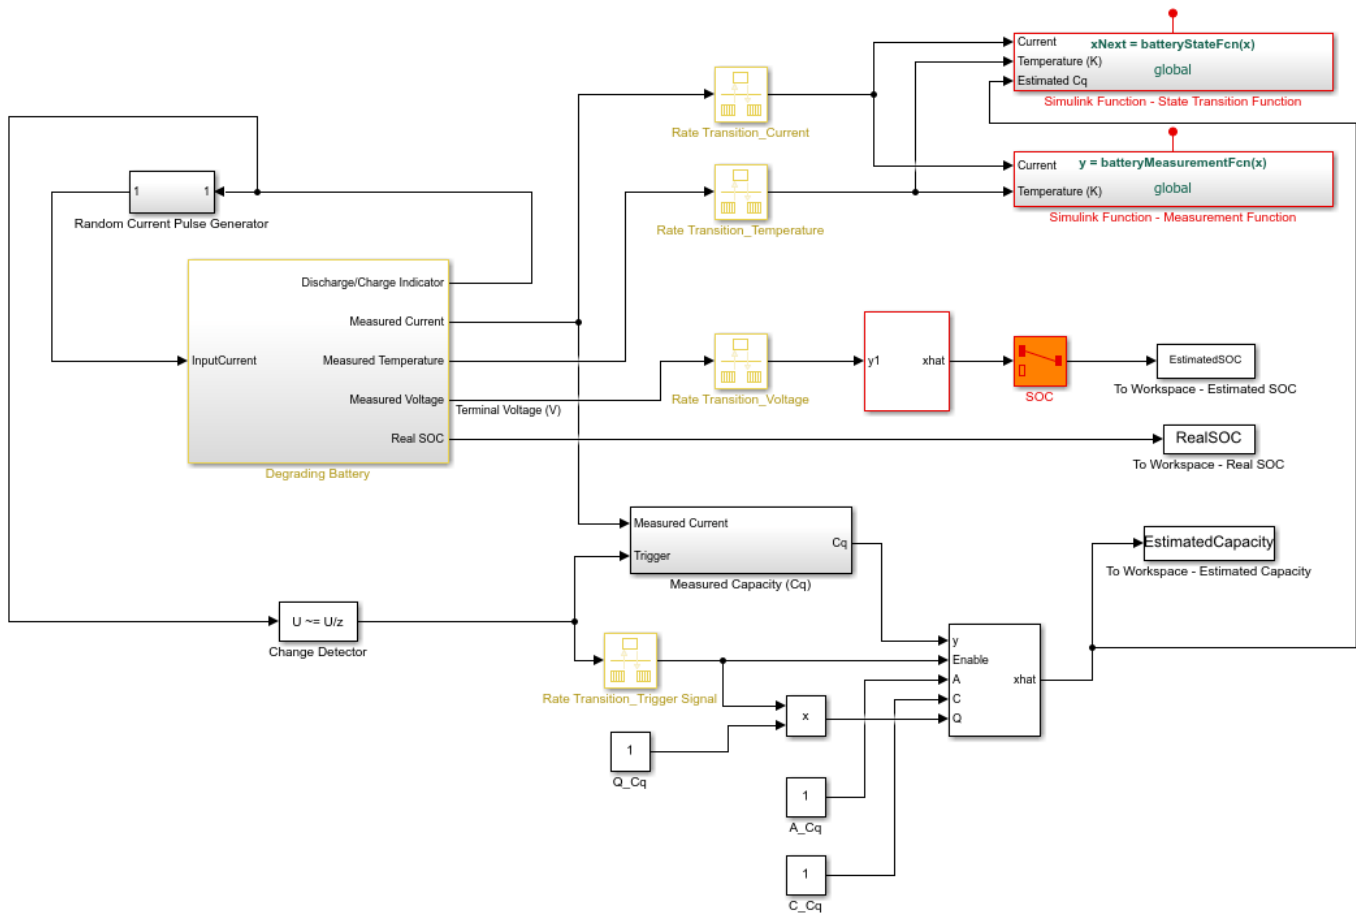 Current
xNext = batteryStateFcn(x)
Temperature (K)
global
Estimated Cq
Simulink Function - State Transition Function
Rate Transition_Current
Current
y = batteryMeasurementFcn(x)
Temperature (K)
global
Simulink Function - Measurement Function
1
1
Random Current Pulse Generator
Rate Transition_Temperature
Discharge/Charge Indicator
Measured Current
InputCurrent
Measured Temperature
Measured Voltage
Real SOC
Degrading Battery
Terminal Voltage (V)
Rate Transition_Voltage
y1
xhat
SOC
EstimatedSOC
To Workspace - Estimated SOC
RealSOC
To Workspace - Real SOC
Measured Current
Trigger
Cq
Measured Capacity (Cq)
EstimatedCapacity
To Workspace - Estimated Capacity
U ~= U/z
Change Detector
Rate Transition_Trigger Signal
y
Enable
A
C
Q
xhat
x
1
Q_Cq
1
A_Cq
1
C_Cq